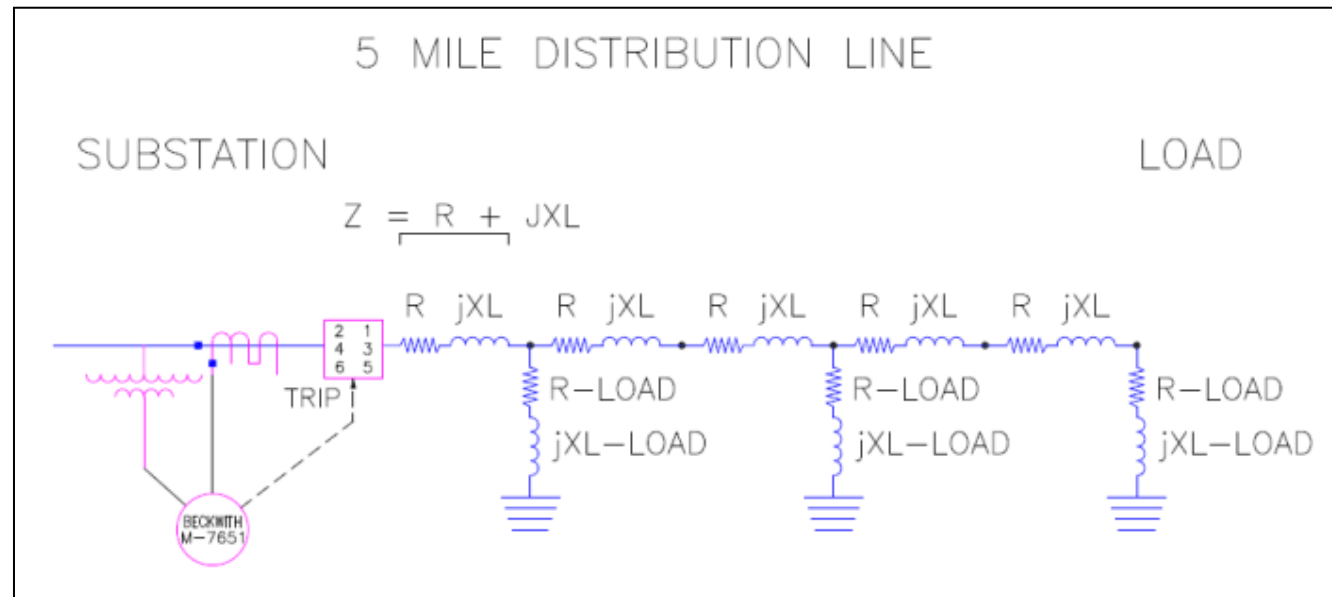 5 MILE DISTRIBUTION LINE
SUBSTATION
LOAD
Z = R + JXL
R jXL R jXL R jXL R jXL R jXL
2 1
4 3
6 5
TRIP
R-LOAD R-LOAD R-LOAD
jXL-LOAD jXL-LOAD jXL-LOAD
BECKWITH
M-7651